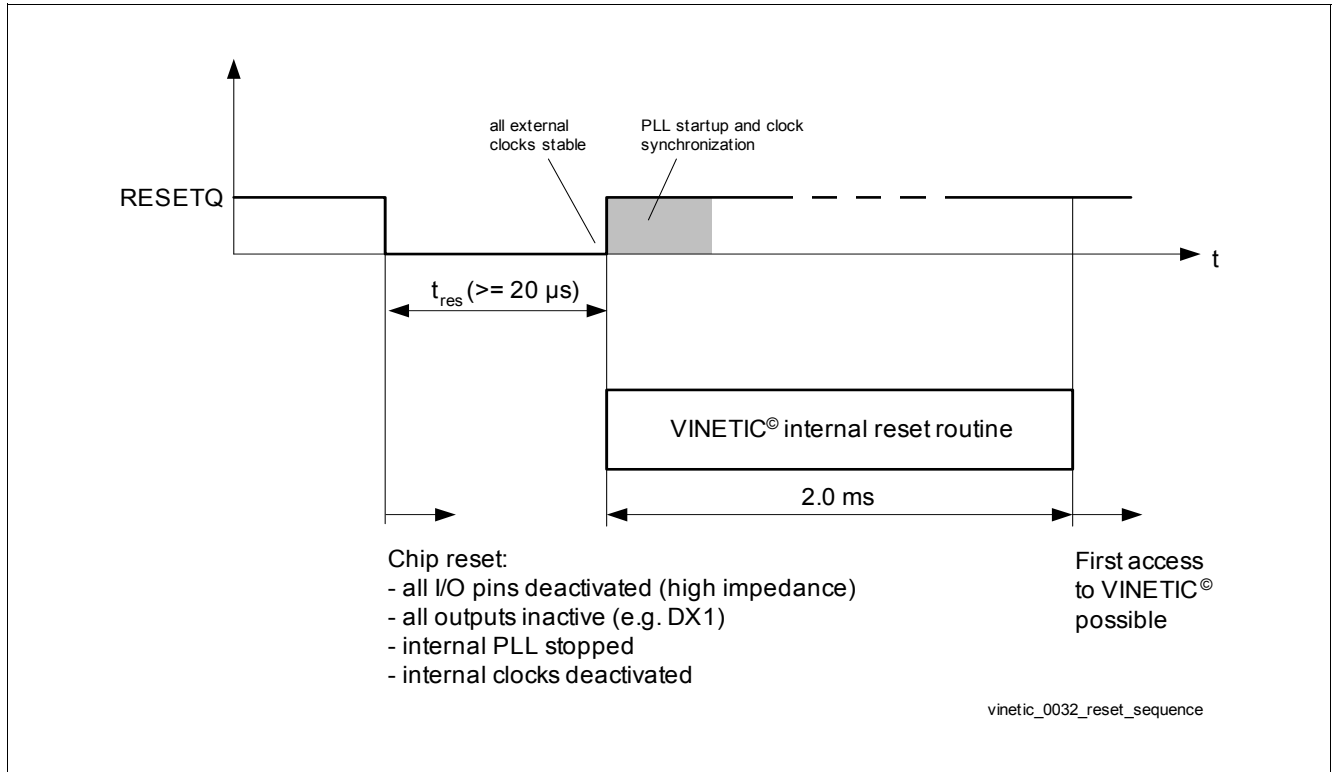 all external
clocks stable
PLL startup and clock
synchronization
RESETQ
t
tres (>= 20 µs)
VINETIC© internal reset routine
2.0 ms
Chip reset:
- all I/O pins deactivated (high impedance)
- all outputs inactive (e.g. DX1)
- internal PLL stopped
- internal clocks deactivated
First access
to VINETIC©
possible
vinetic_0032_reset_sequence